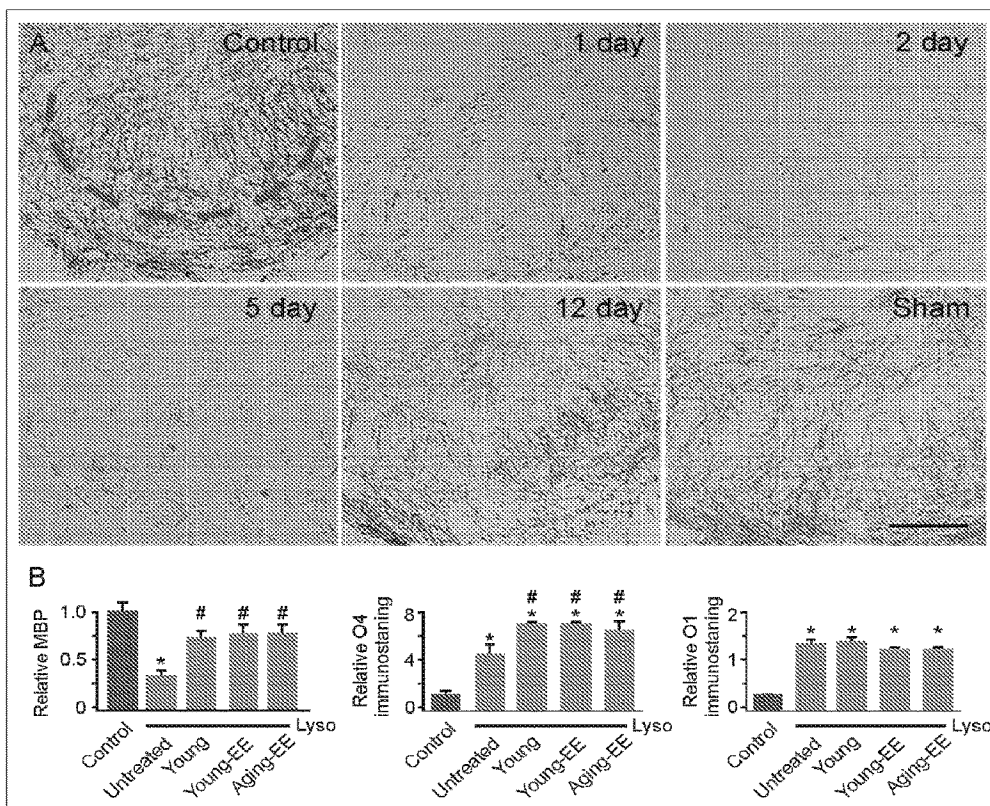 A
Control
1 day
2 day
5 day
12 day
Sham
B
Relative MBP
1.0
0.5
0
*
#
#
#
Control
Untreated
Young
Young-EE
Aging-EE
Lyso
Relative O4
immunostaining
8
4
0
*
#
*
#
*
#
*
Control
Untreated
Young
Young-EE
Aging-EE
Lyso
Relative O1
immunostaining
2
1
0
*
*
*
*
Control
Untreated
Young
Young-EE
Aging-EE
Lyso